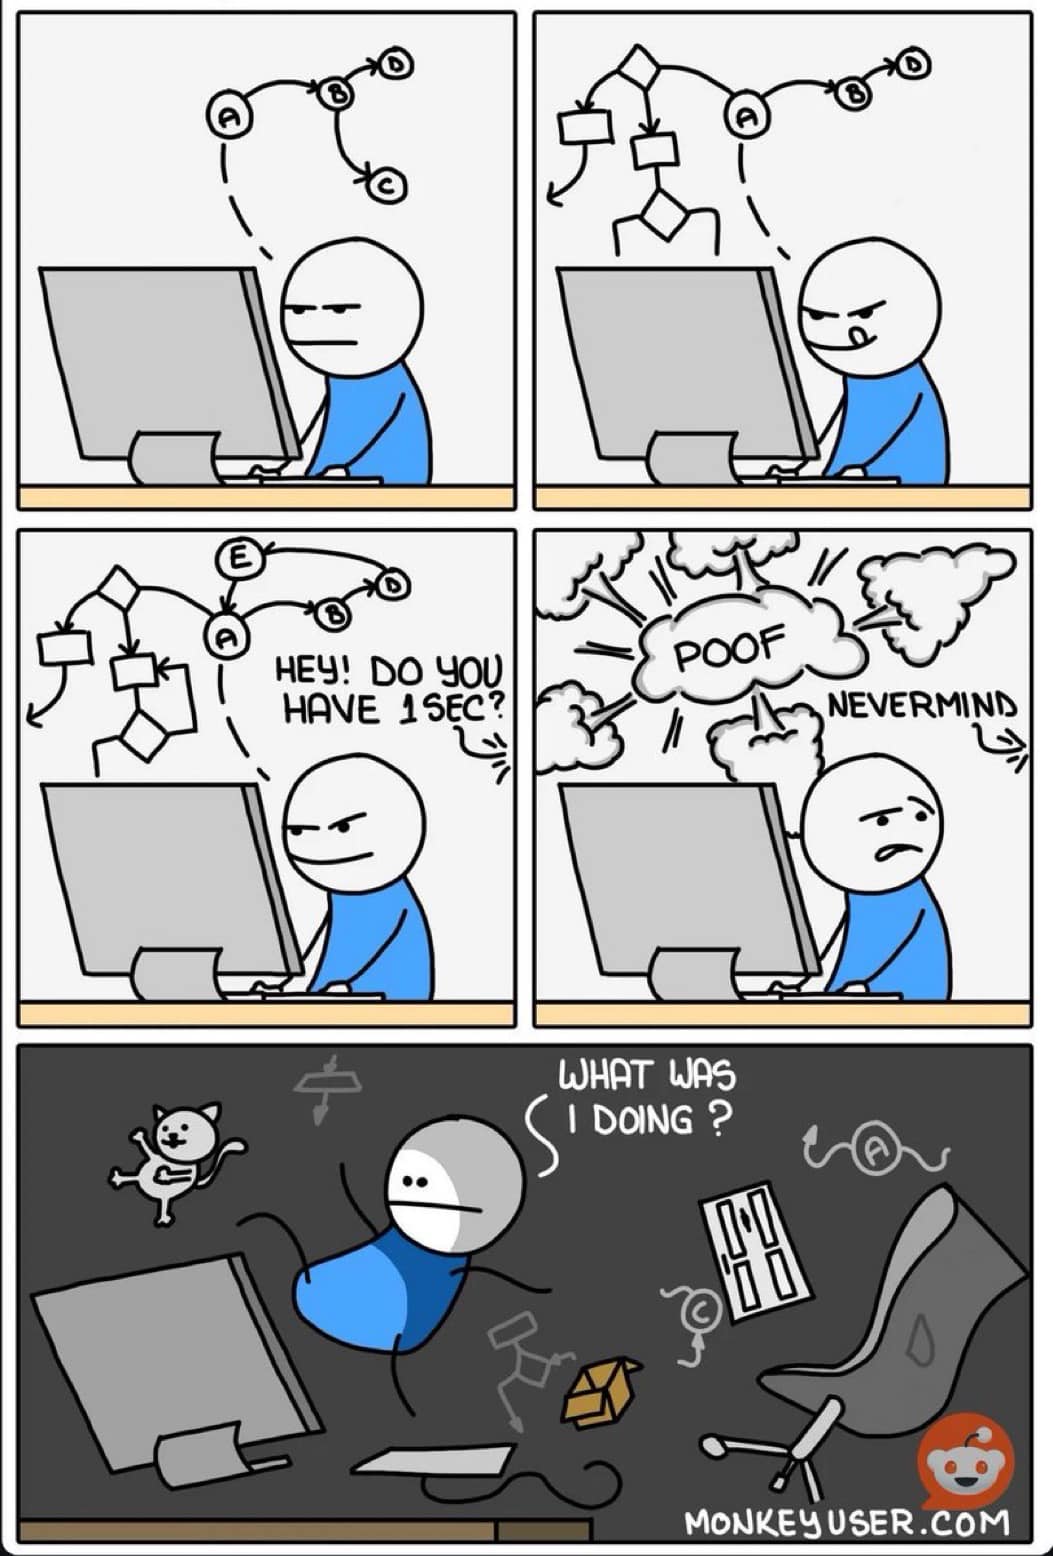 A
B
D
C
A
B
D
E
A
B
D
HEY! DO YOU
HAVE 1 SEC?
POOF
NEVERMIND
WHAT WAS
I DOING ?
A
C
MONKEYUSER.COM